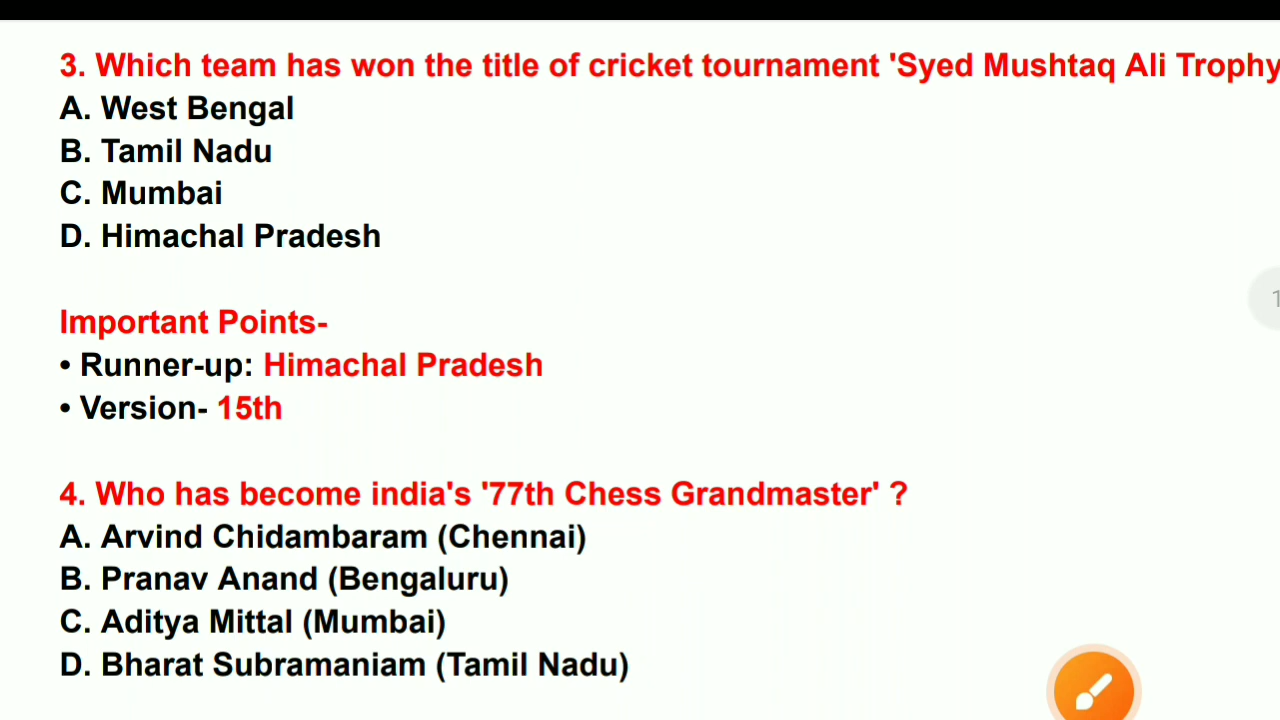 3. Which team has won the title of cricket tournament 'Syed Mushtaq Ali Trophy
A. West Bengal
B. Tamil Nadu
C. Mumbai
D. Himachal Pradesh
Important Points-
• Runner-up: Himachal Pradesh
• Version- 15th
4. Who has become india's '77th Chess Grandmaster' ?
A. Arvind Chidambaram (Chennai)
B. Pranav Anand (Bengaluru)
C. Aditya Mittal (Mumbai)
D. Bharat Subramaniam (Tamil Nadu)